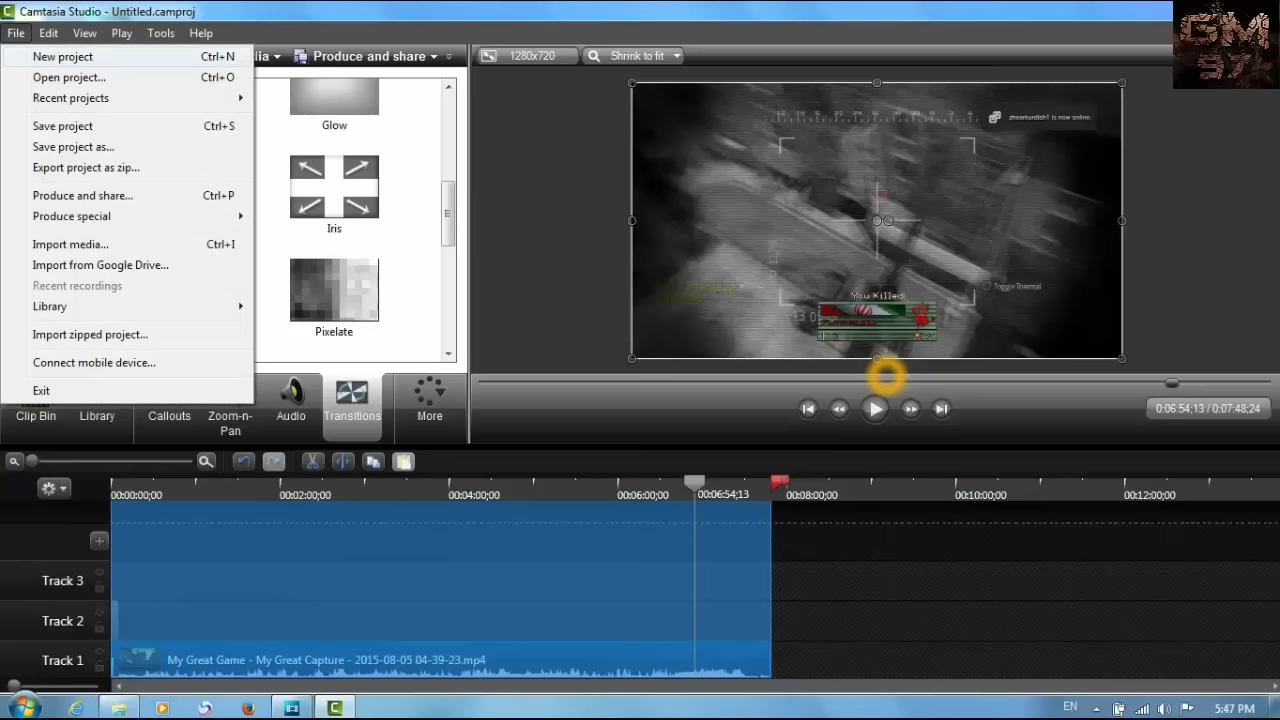 Camtasia Studio - Untitled.camproj
File Edit View Play Tools Help
New project Ctrl+N
Open project... Ctrl+O
Recent projects
Save project Ctrl+S
Save project as...
Export project as zip...
Produce and share... Ctrl+P
Produce special
Import media... Ctrl+I
Import from Google Drive...
Recent recordings
Library
Import zipped project...
Connect mobile device...
Exit
dia Produce and share
Glow
Iris
Pixelate
1280x720 Shrink to fit
GM
97
zheerkurdish1 is now online.
Toggle Thermal
You Killed
Clip Bin Library Callouts Zoom-n-Pan Audio Transitions More
0:06:54;13 / 0:07:48;24
00:00:00;00 00:02:00;00 00:04:00;00 00:06:00;00 00:06:54;13 00:08:00;00 00:10:00;00 00:12:00;00
Track 3
Track 2
Track 1 My Great Game - My Great Capture - 2015-08-05 04-39-23.mp4
EN 5:47 PM